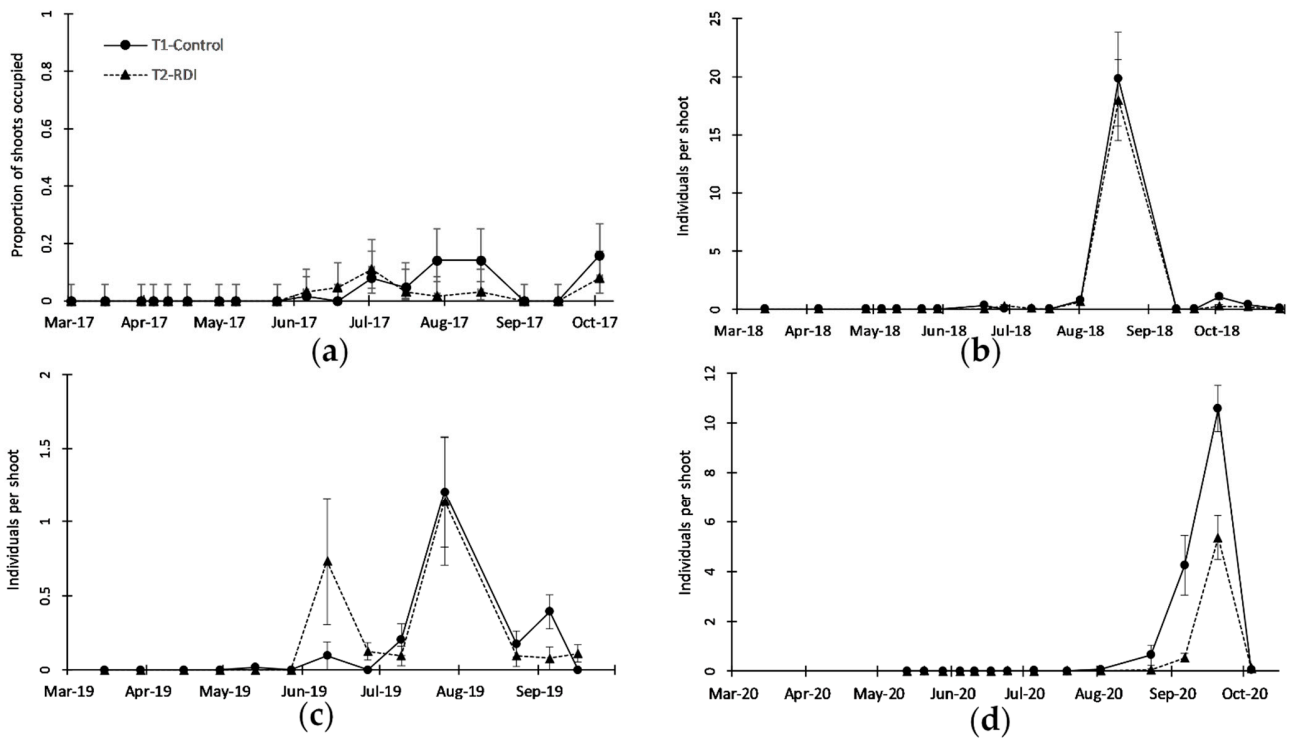 1
0.8
0.6
0.4
0.2
0
Proportion of shoots occupied
T1-Control
T2-RDI
Mar-17 Apr-17 May-17 Jun-17 Jul-17 Aug-17 Sep-17 Oct-17
(a)
25
20
15
10
5
0
Individuals per shoot
Mar-18 Apr-18 May-18 Jun-18 Jul-18 Aug-18 Sep-18 Oct-18
(b)
2
1.5
1
0.5
0
Individuals per shoot
Mar-19 Apr-19 May-19 Jun-19 Jul-19 Aug-19 Sep-19
(c)
12
10
8
6
4
2
0
Individuals per shoot
Mar-20 Apr-20 May-20 Jun-20 Jul-20 Aug-20 Sep-20 Oct-20
(d)